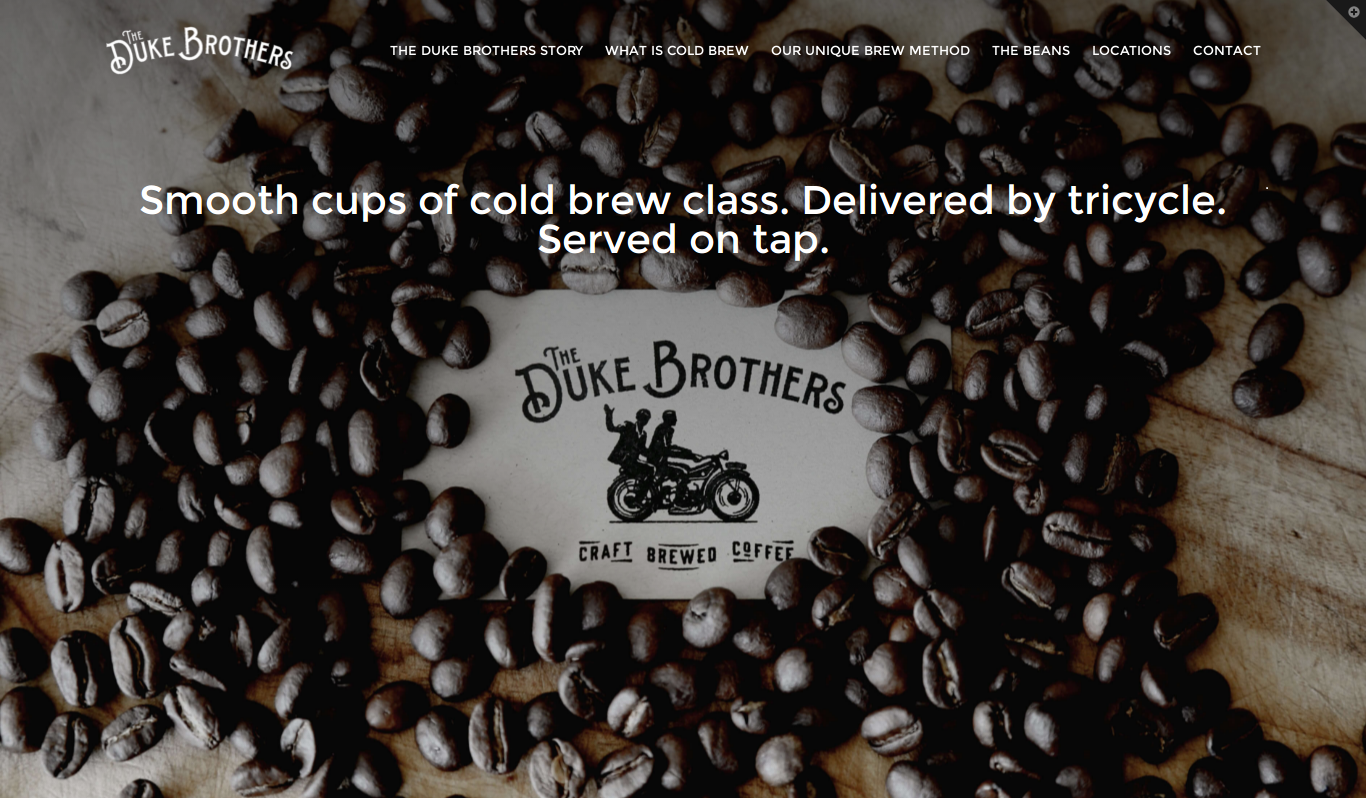 THE
DUKE BROTHERS
THE DUKE BROTHERS STORY
WHAT IS COLD BREW
OUR UNIQUE BREW METHOD
THE BEANS
LOCATIONS
CONTACT
Smooth cups of cold brew class. Delivered by tricycle.
Served on tap.
THE
DUKE BROTHERS
CRAFT BREWED COFFEE